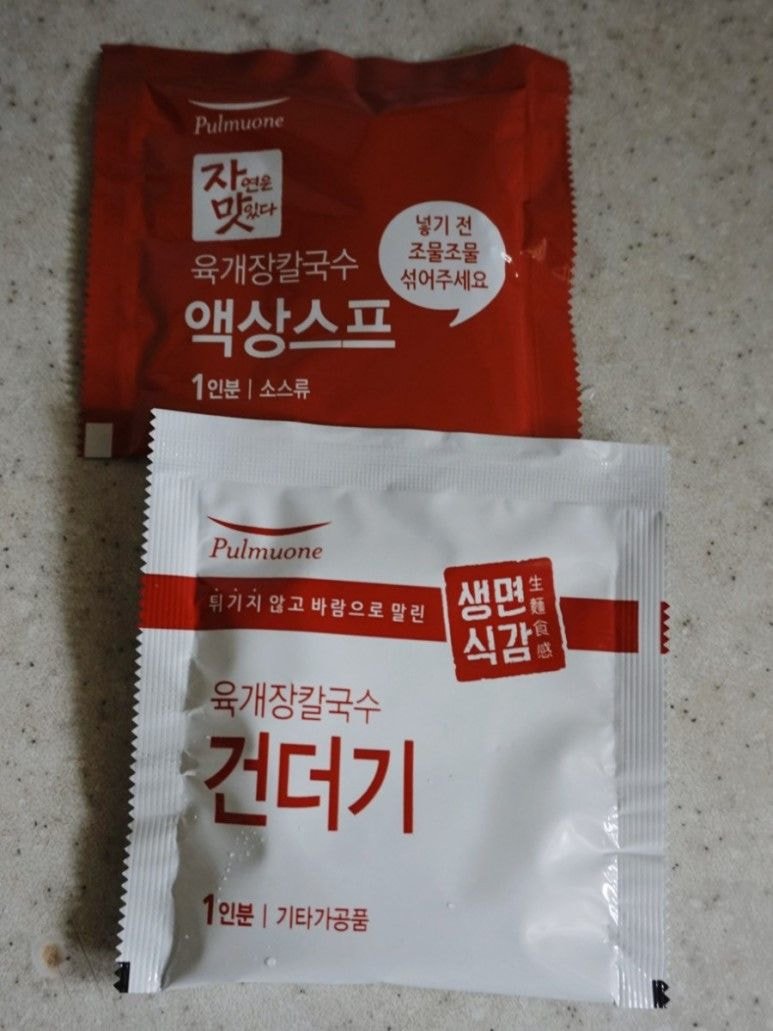 Pulmuone
자연은
맛있다
넣기 전
조물조물
섞어주세요
육개장칼국수
액상스프
1인분 | 소스류
Pulmuone
튀기지 않고 바람으로 말린
생면
식감
生麵食感
육개장칼국수
건더기
1인분 | 기타가공품